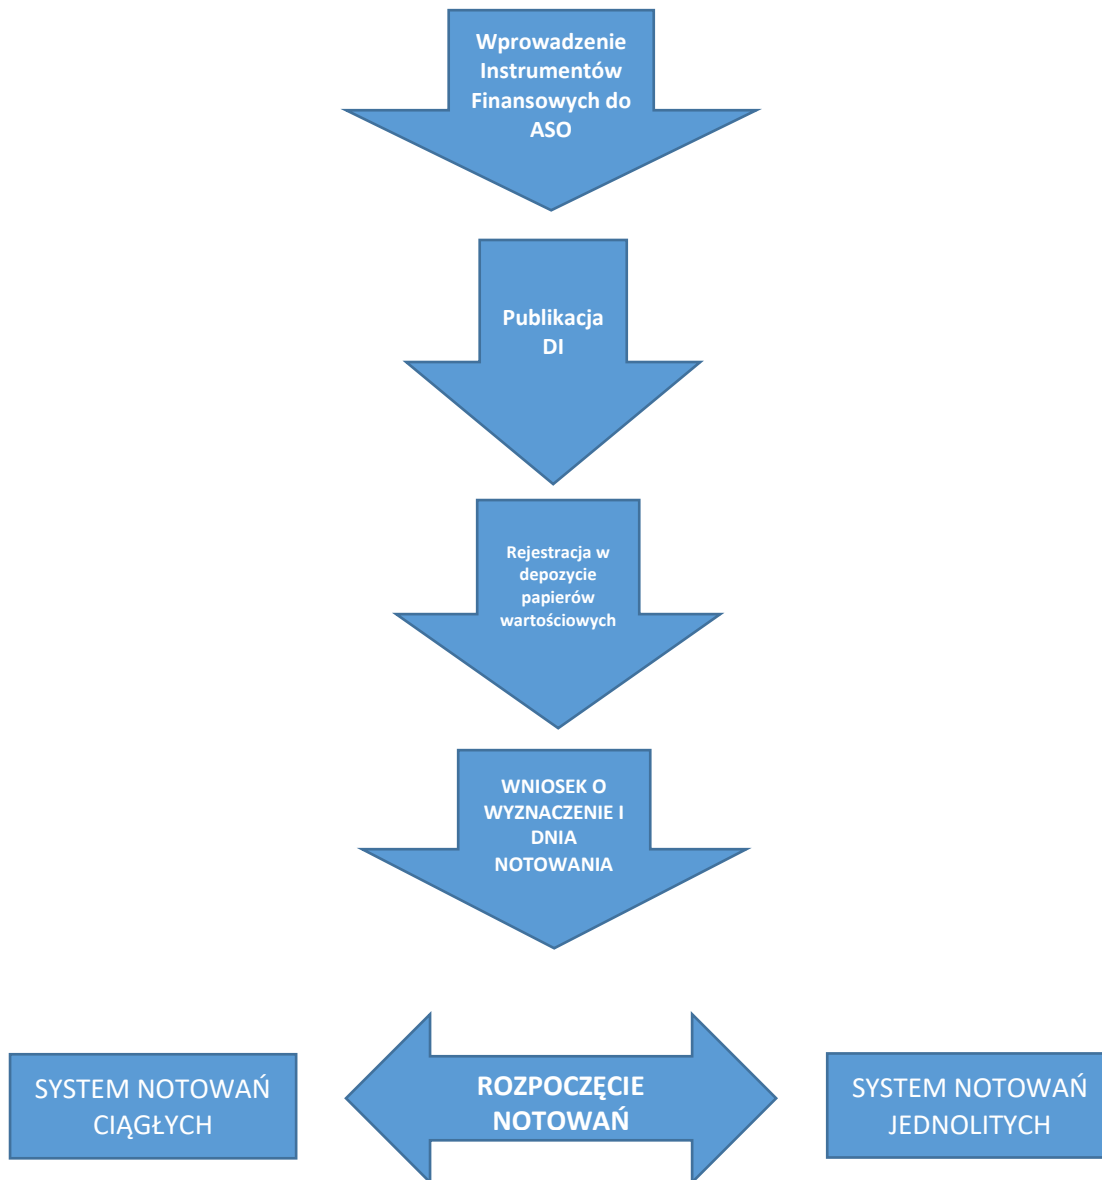 Wprowadzenie
Instrumentów
Finansowych do
ASO
Publikacja
DI
Rejestracja w
depozycie
papierów
wartościowych
WNIOSEK O
WYZNACZENIE I
DNIA
NOTOWANIA
SYSTEM NOTOWAŃ
CIĄGŁYCH
ROZPOCZĘCIE
NOTOWAŃ
SYSTEM NOTOWAŃ
JEDNOLITYCH